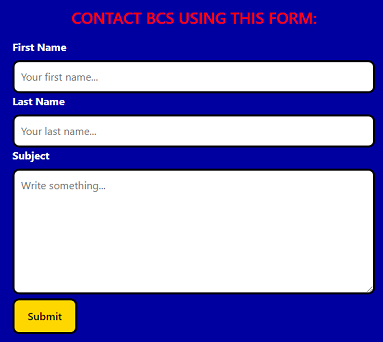 CONTACT BCS USING THIS FORM:
First Name
Your first name...
Last Name
Your last name...
Subject
Write something...
Submit